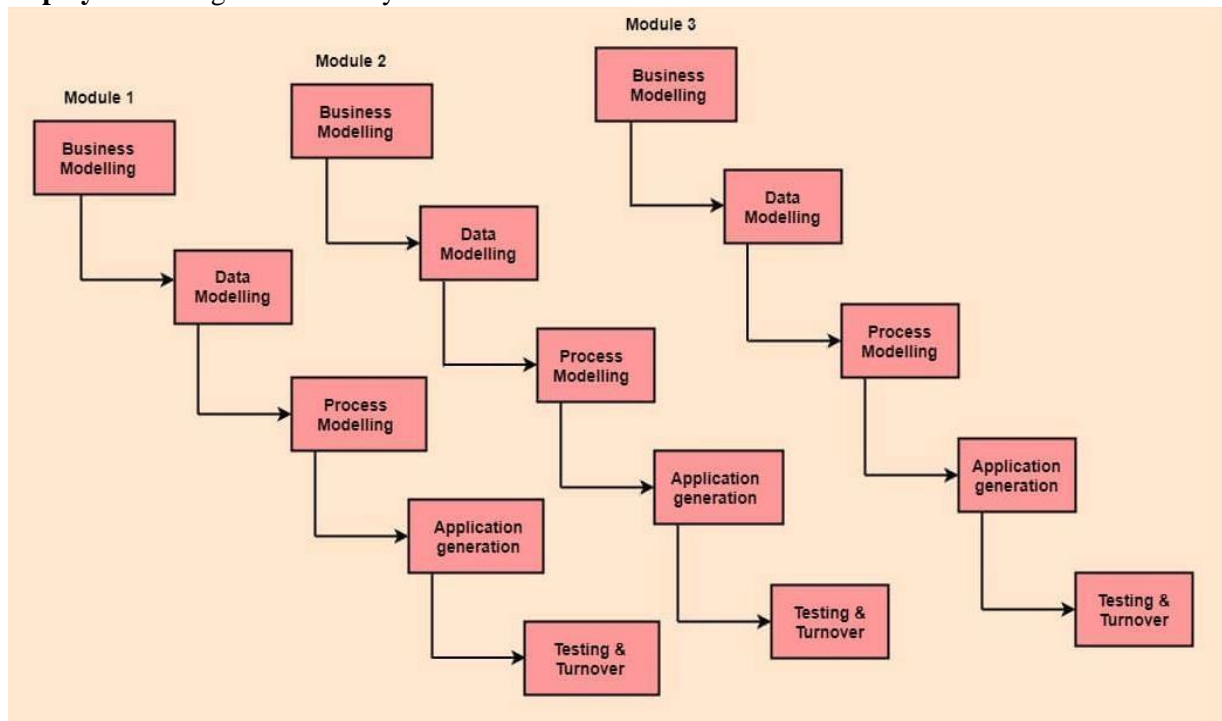 Module 1
Business
Modelling
Data
Modelling
Process
Modelling
Application
generation
Testing &
Turnover
Module 2
Business
Modelling
Data
Modelling
Process
Modelling
Application
generation
Testing &
Turnover
Module 3
Business
Modelling
Data
Modelling
Process
Modelling
Application
generation
Testing &
Turnover